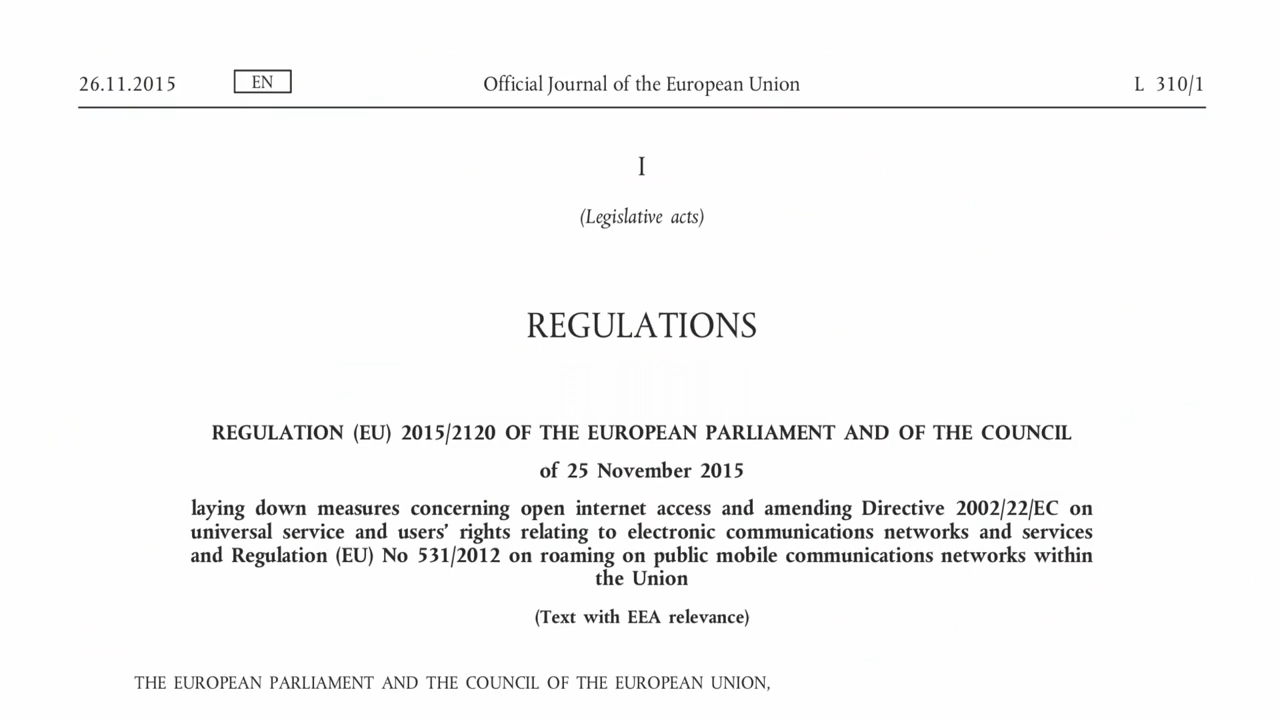 26.11.2015 EN Official Journal of the European Union L 310/1
I
(Legislative acts)
REGULATIONS
REGULATION (EU) 2015/2120 OF THE EUROPEAN PARLIAMENT AND OF THE COUNCIL
of 25 November 2015
laying down measures concerning open internet access and amending Directive 2002/22/EC on
universal service and users’ rights relating to electronic communications networks and services
and Regulation (EU) No 531/2012 on roaming on public mobile communications networks within
the Union
(Text with EEA relevance)
THE EUROPEAN PARLIAMENT AND THE COUNCIL OF THE EUROPEAN UNION,